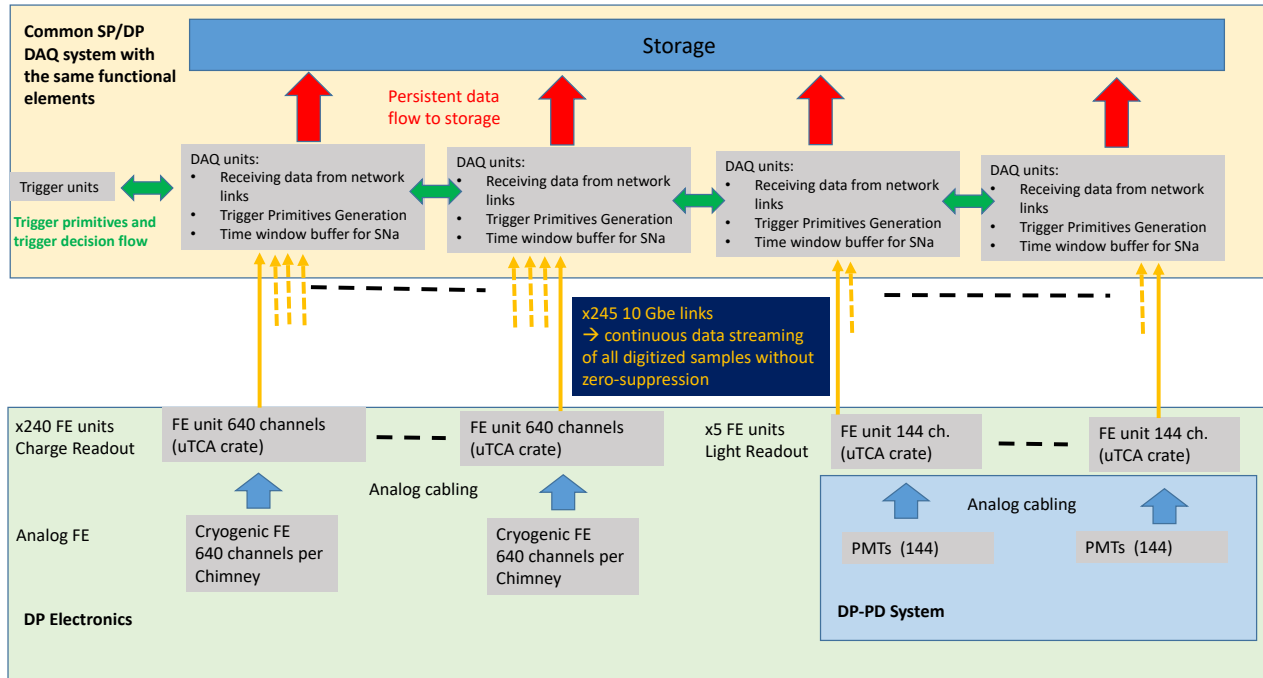 Common SP/DP
DAQ system with
the same functional
elements
Storage
Persistent data
flow to storage
Trigger units
Trigger primitives and
trigger decision flow
DAQ units:
• Receiving data from network
links
• Trigger Primitives Generation
• Time window buffer for SNa
DAQ units:
• Receiving data from network
links
• Trigger Primitives Generation
• Time window buffer for SNa
DAQ units:
• Receiving data from network
links
• Trigger Primitives Generation
• Time window buffer for SNa
DAQ units:
• Receiving data from network
links
• Trigger Primitives Generation
• Time window buffer for SNa
x245 10 Gbe links
→ continuous data streaming
of all digitized samples without
zero-suppression
x240 FE units
Charge Readout
FE unit 640 channels
(uTCA crate)
FE unit 640 channels
(uTCA crate)
x5 FE units
Light Readout
FE unit 144 ch.
(uTCA crate)
FE unit 144 ch.
(uTCA crate)
Analog cabling
Analog cabling
Analog FE
Cryogenic FE
640 channels per
Chimney
Cryogenic FE
640 channels per
Chimney
PMTs (144)
PMTs (144)
DP Electronics
DP-PD System